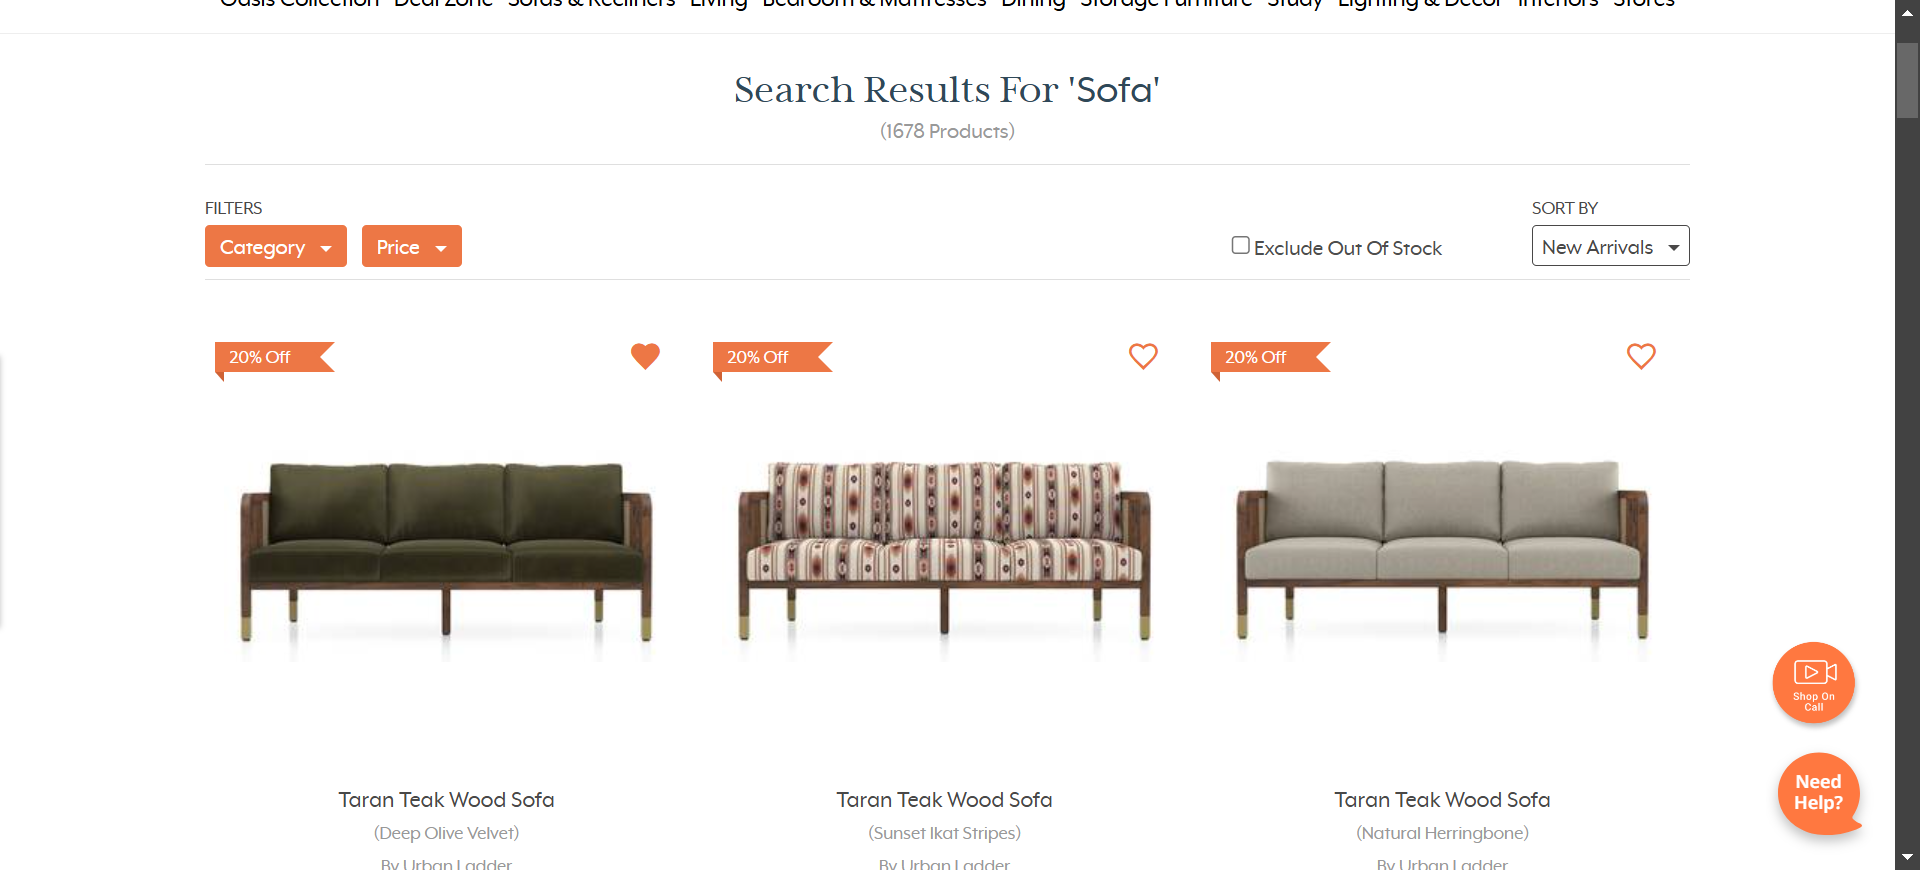 Oasis Collection Deal Zone Sofas & Recliners Living Bedroom & Mattresses Dining Storage Furniture Study Lighting & Decor Interiors Stores
Search Results For 'Sofa'
(1678 Products)
FILTERS
SORT BY
Category Price
Exclude Out Of Stock
New Arrivals
20% Off
20% Off
20% Off
Shop On
Call
Need
Help?
Taran Teak Wood Sofa
(Deep Olive Velvet)
By Urban Ladder
Taran Teak Wood Sofa
(Sunset Ikat Stripes)
By Urban Ladder
Taran Teak Wood Sofa
(Natural Herringbone)
By Urban Ladder